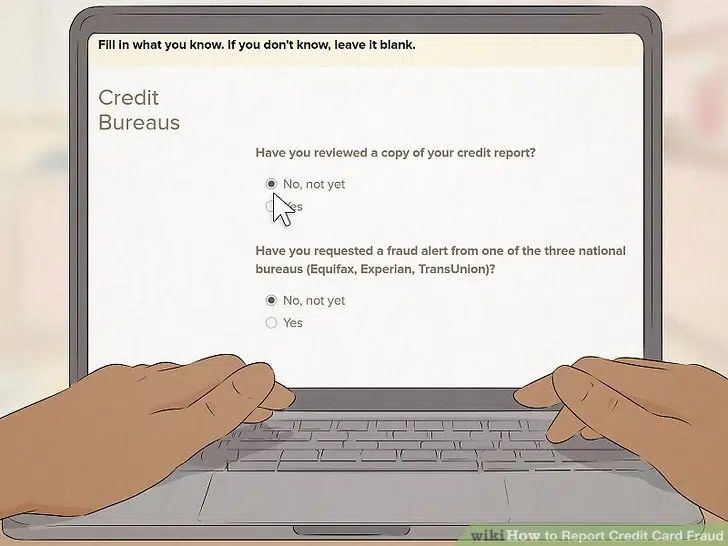 Fill in what you know. If you don't know, leave it blank.
Credit
Bureaus
Have you reviewed a copy of your credit report?
No, not yet
Yes
Have you requested a fraud alert from one of the three national
bureaus (Equifax, Experian, TransUnion)?
No, not yet
Yes
wikiHow to Report Credit Card Fraud